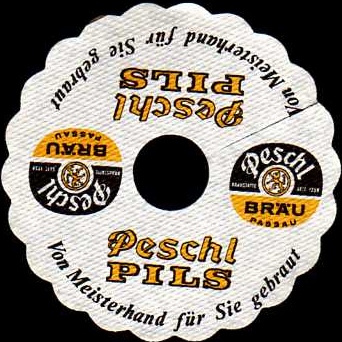 Von Meisterhand für Sie gebraut
Peschl
PILS
Peschl
BRÄU
PASSAU
Peschl
BRÄU
PASSAU
Peschl
PILS
Von Meisterhand für Sie gebraut